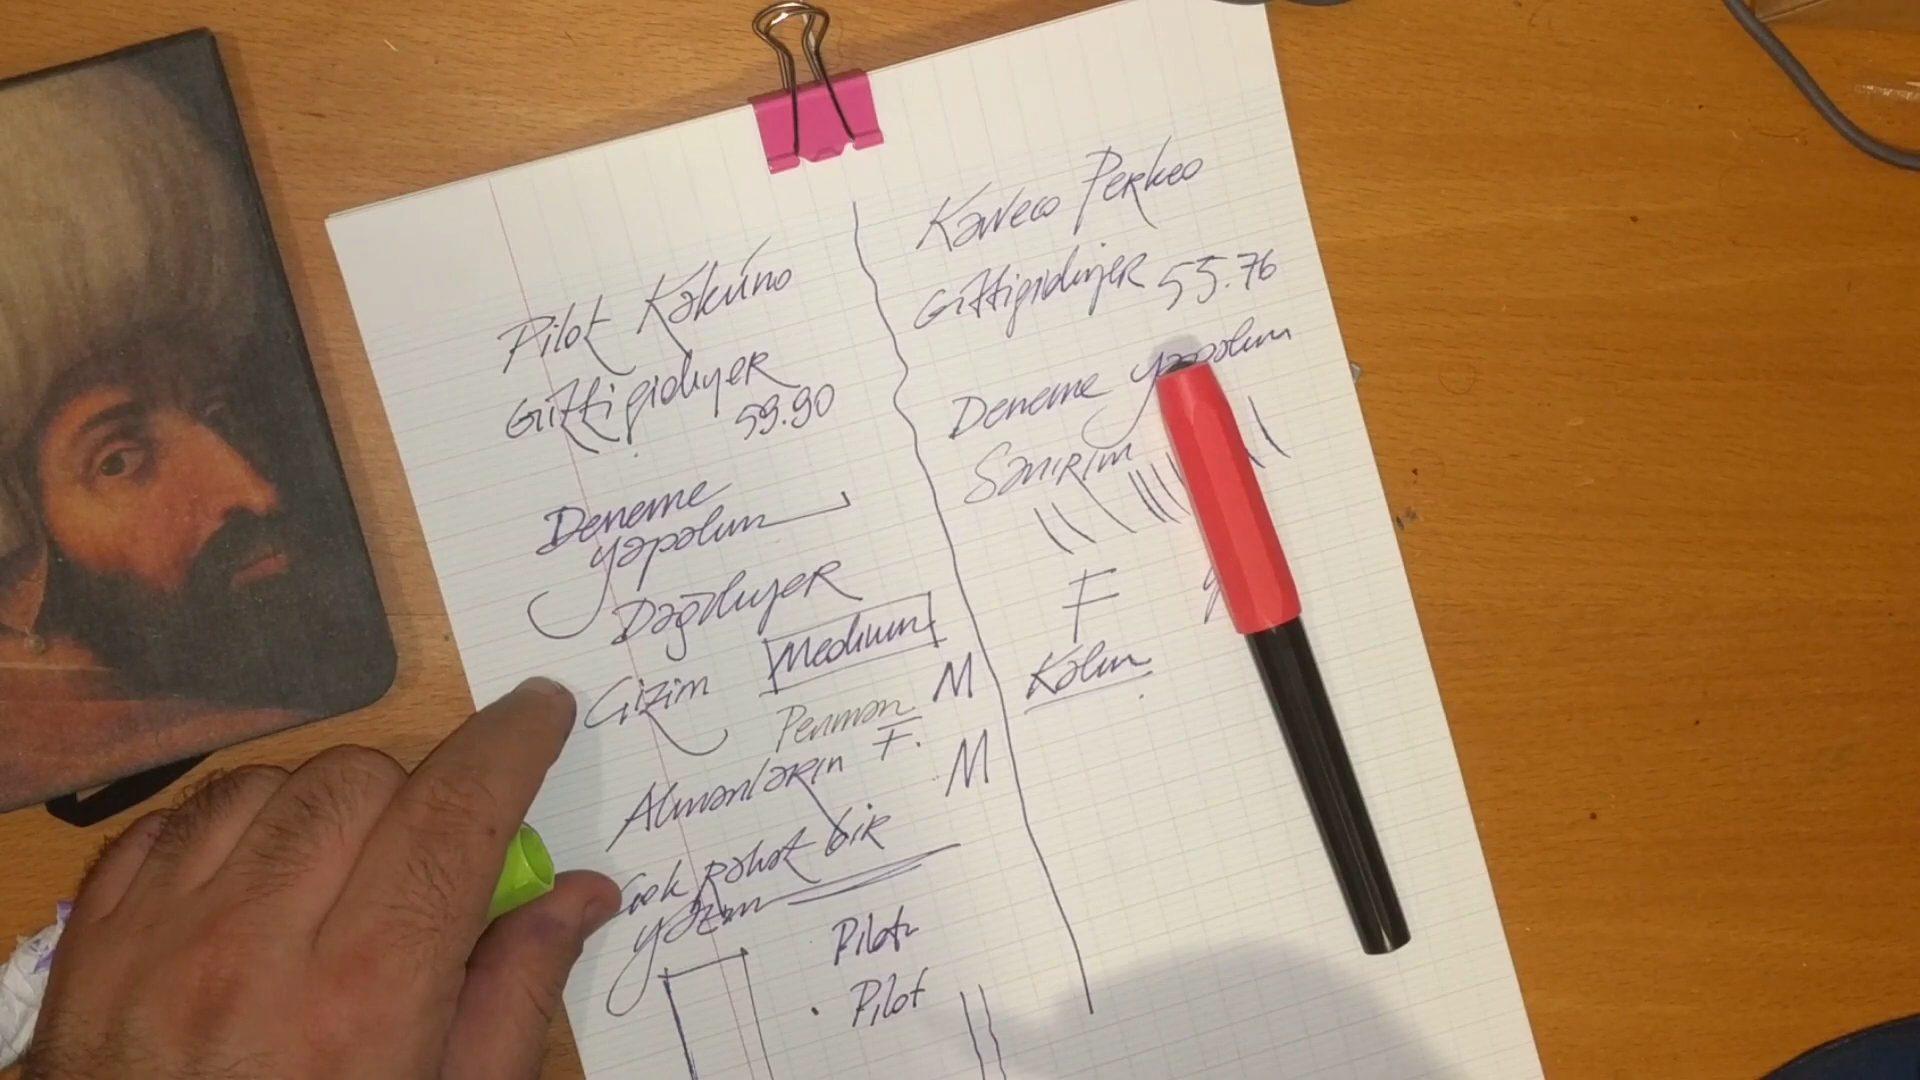 Pilot Kakuno
Gittigidiyor
59.90
Deneme
yapalım
Dağılıyor
Medium
Çizim
M
Penman
F.
Almanların
M
Çok rahat bir
yazım
Pilot
Pilot
Kaweco Perkeo
Gittigidiyor 55.76
Deneme yapalım
Sanırım
F
Kalın